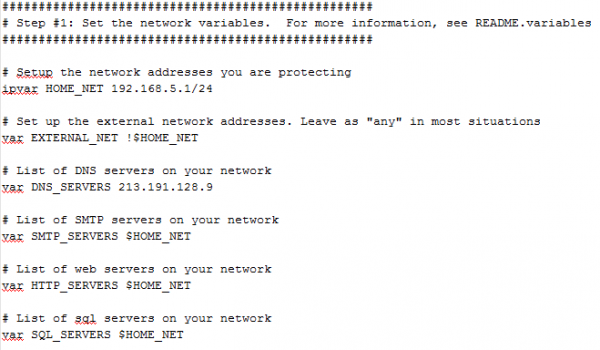 ###################################################
# Step #1: Set the network variables.  For more information, see README.variables
###################################################
# Setup the network addresses you are protecting
ipvar HOME_NET 192.168.5.1/24
# Set up the external network addresses. Leave as "any" in most situations
var EXTERNAL_NET !$HOME_NET
# List of DNS servers on your network
var DNS_SERVERS 213.191.128.9
# List of SMTP servers on your network
var SMTP_SERVERS $HOME_NET
# List of web servers on your network
var HTTP_SERVERS $HOME_NET
# List of sql servers on your network
var SQL_SERVERS $HOME_NET